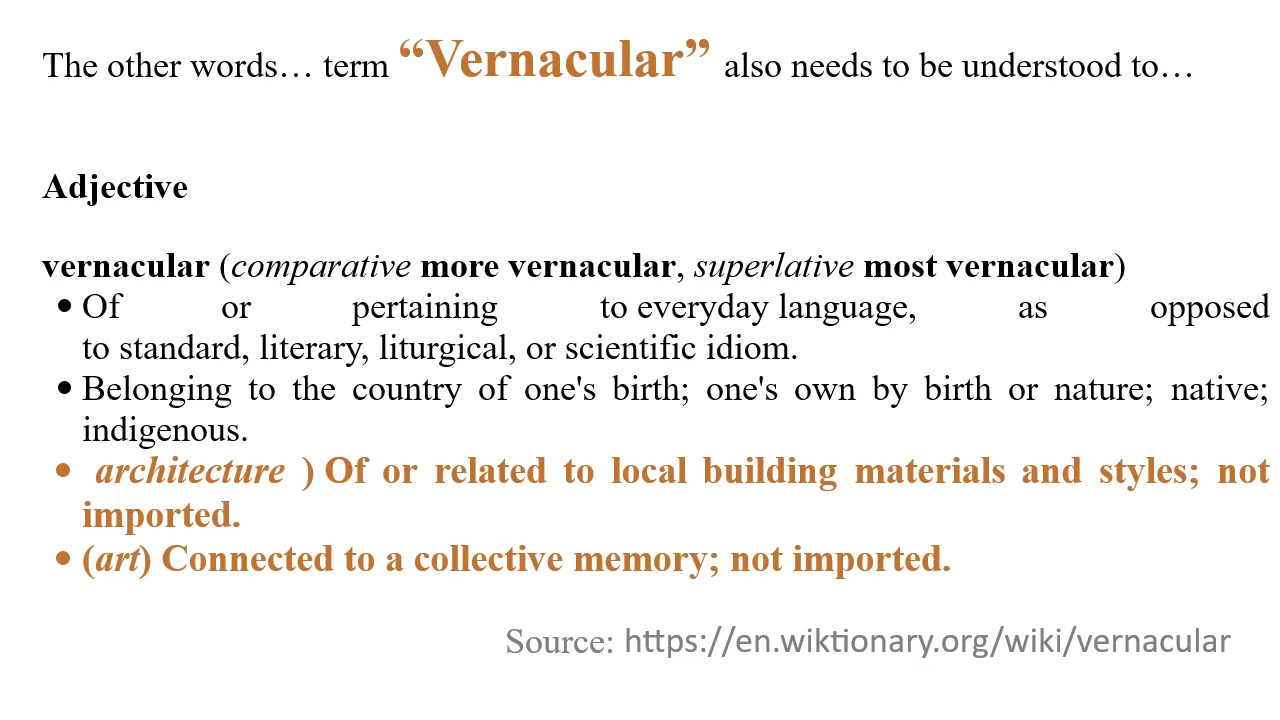 The other words… term “Vernacular” also needs to be understood to…
Adjective
vernacular (comparative more vernacular, superlative most vernacular)
• Of or pertaining to everyday language, as opposed
to standard, literary, liturgical, or scientific idiom.
• Belonging to the country of one's birth; one's own by birth or nature; native;
indigenous.
• architecture ) Of or related to local building materials and styles; not
imported.
• (art) Connected to a collective memory; not imported.
Source: https://en.wiktionary.org/wiki/vernacular